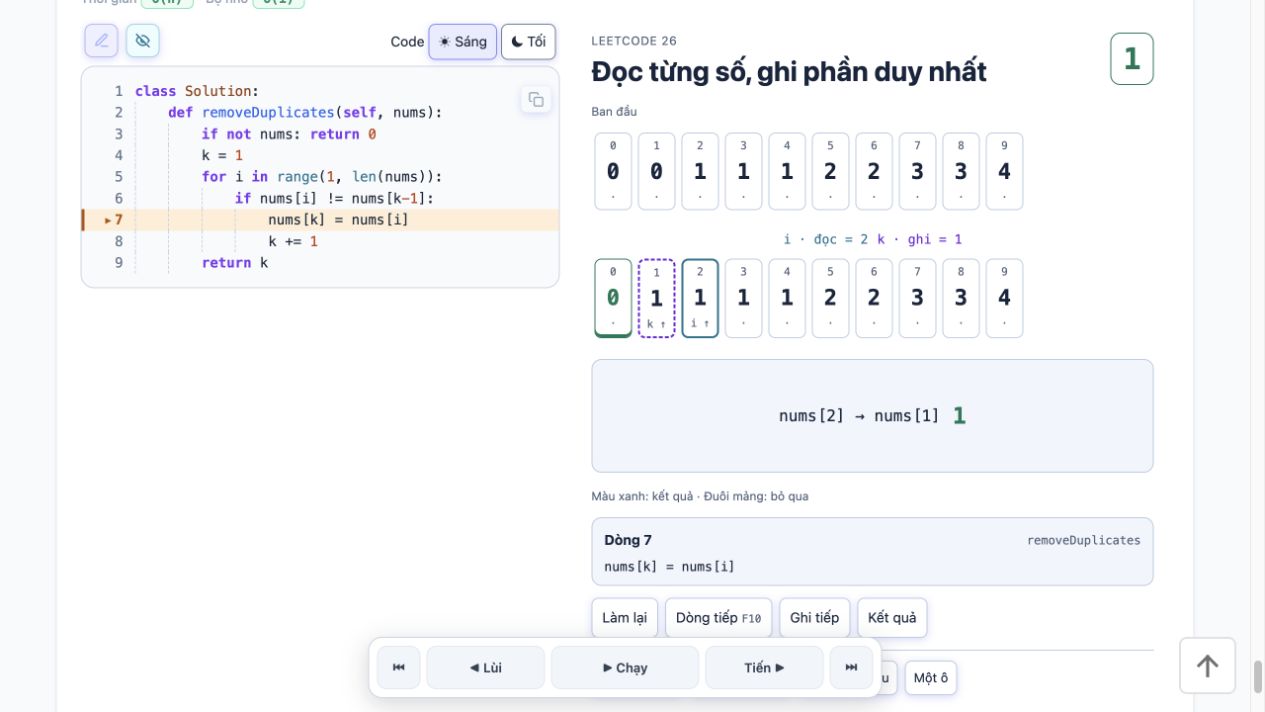 Thời gian O(n) Bộ nhớ O(1)
Code ☀ Sáng Tối
1 class Solution:
2 def removeDuplicates(self, nums):
3 if not nums: return 0
4 k = 1
5 for i in range(1, len(nums)):
6 if nums[i] != nums[k-1]:
▸ 7 nums[k] = nums[i]
8 k += 1
9 return k
LEETCODE 26
Đọc từng số, ghi phần duy nhất
1
Ban đầu
0 1 2 3 4 5 6 7 8 9
0 0 1 1 1 2 2 3 3 4
· · · · · · · · · ·
i · đọc = 2 k · ghi = 1
0 1 2 3 4 5 6 7 8 9
0 1 1 1 1 2 2 3 3 4
· k ↑ i ↑ · · · · · · ·
nums[2] → nums[1] 1
Màu xanh: kết quả · Đuôi mảng: bỏ qua
Dòng 7 removeDuplicates
nums[k] = nums[i]
Làm lại Dòng tiếp F10 Ghi tiếp Kết quả
⏮ ◀ Lùi ▶ Chạy Tiến ▶ ⏭
u Một ô
↑